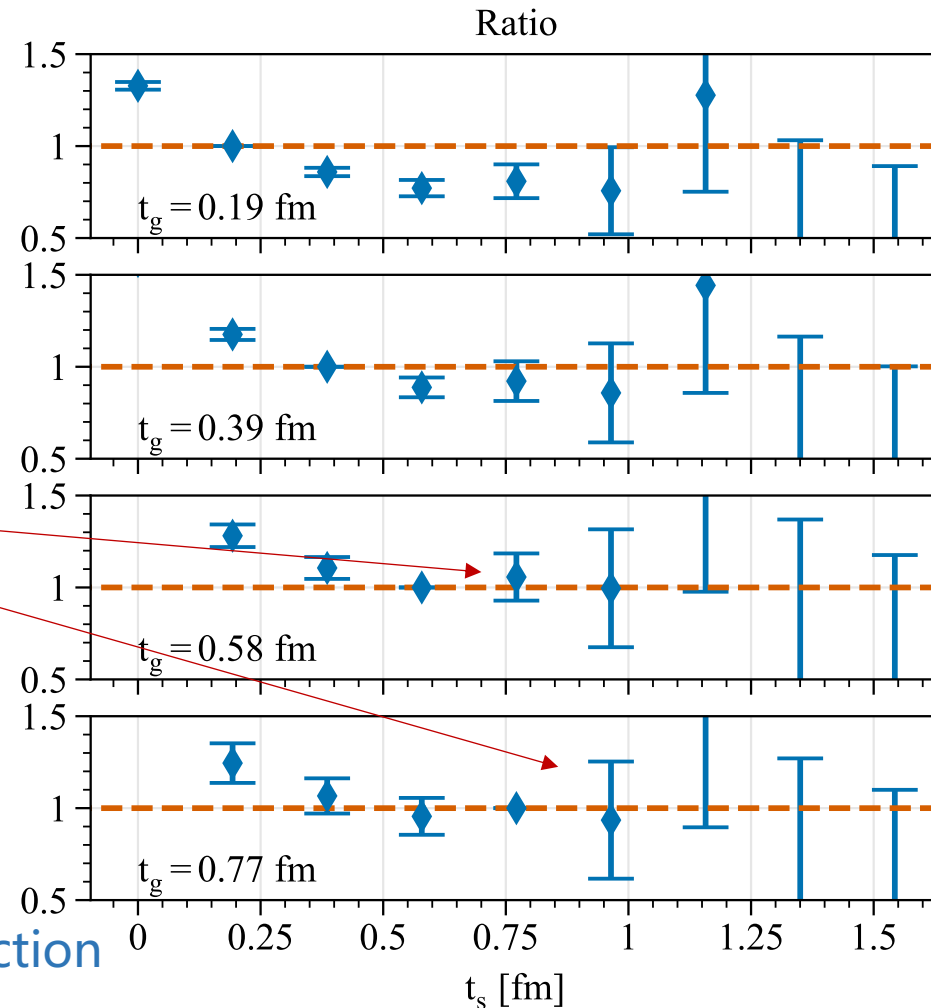 Ratio
1.5
1
0.5
t_g = 0.19 fm
1.5
1
0.5
t_g = 0.39 fm
1.5
1
0.5
t_g = 0.58 fm
1.5
1
0.5
t_g = 0.77 fm
0 0.25 0.5 0.75 1 1.25 1.5
ction
t_s [fm]